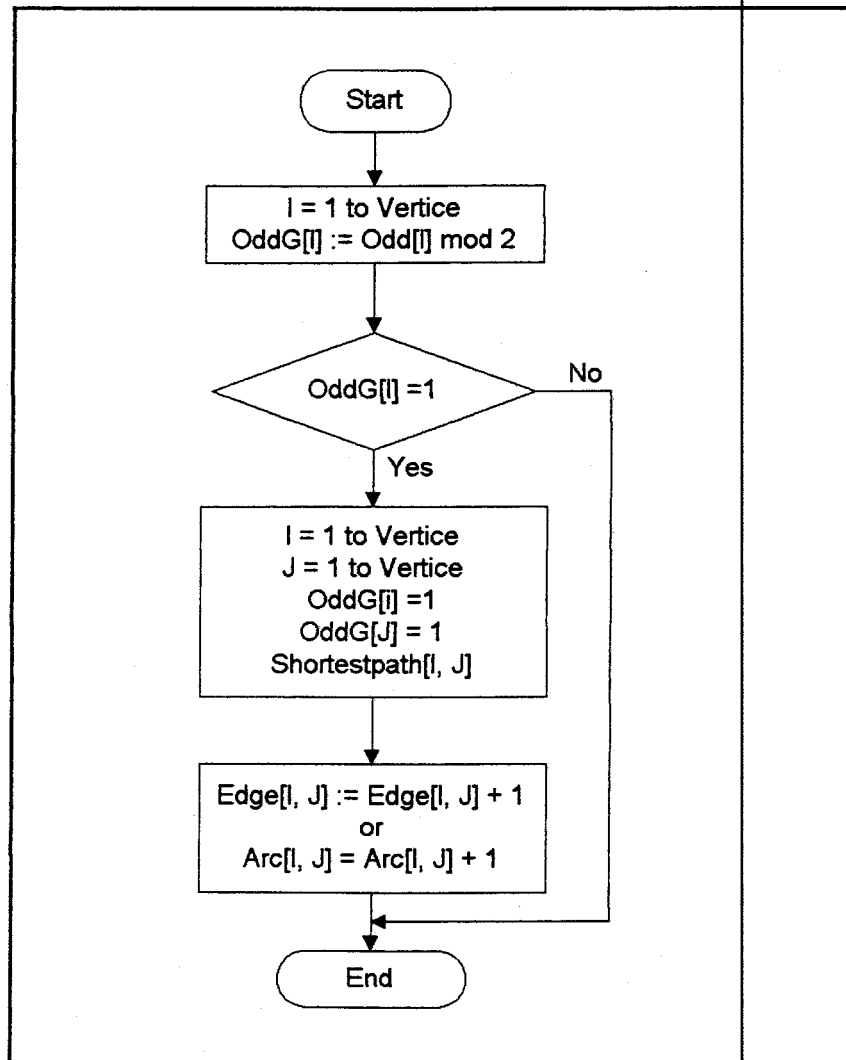 Start
I = 1 to Vertice
OddG[I] := Odd[I] mod 2
OddG[I] =1
No
Yes
I = 1 to Vertice
J = 1 to Vertice
OddG[i] =1
OddG[J] = 1
Shortestpath[I, J]
Edge[I, J] := Edge[I, J] + 1
or
Arc[I, J] = Arc[I, J] + 1
End